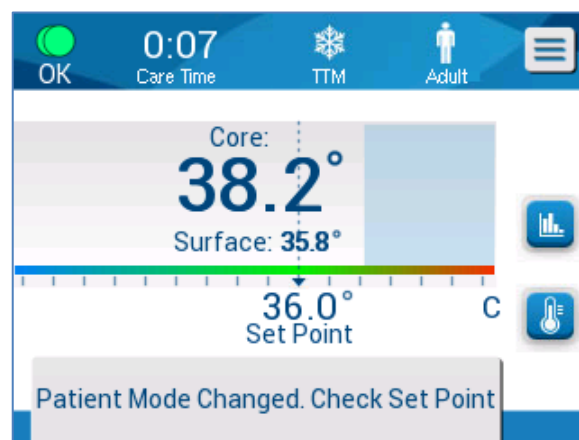 OK
0:07
Care Time
TTM
Adult
Core:
38.2°
Surface: 35.8°
36.0°
C
Set Point
Patient Mode Changed. Check Set Point